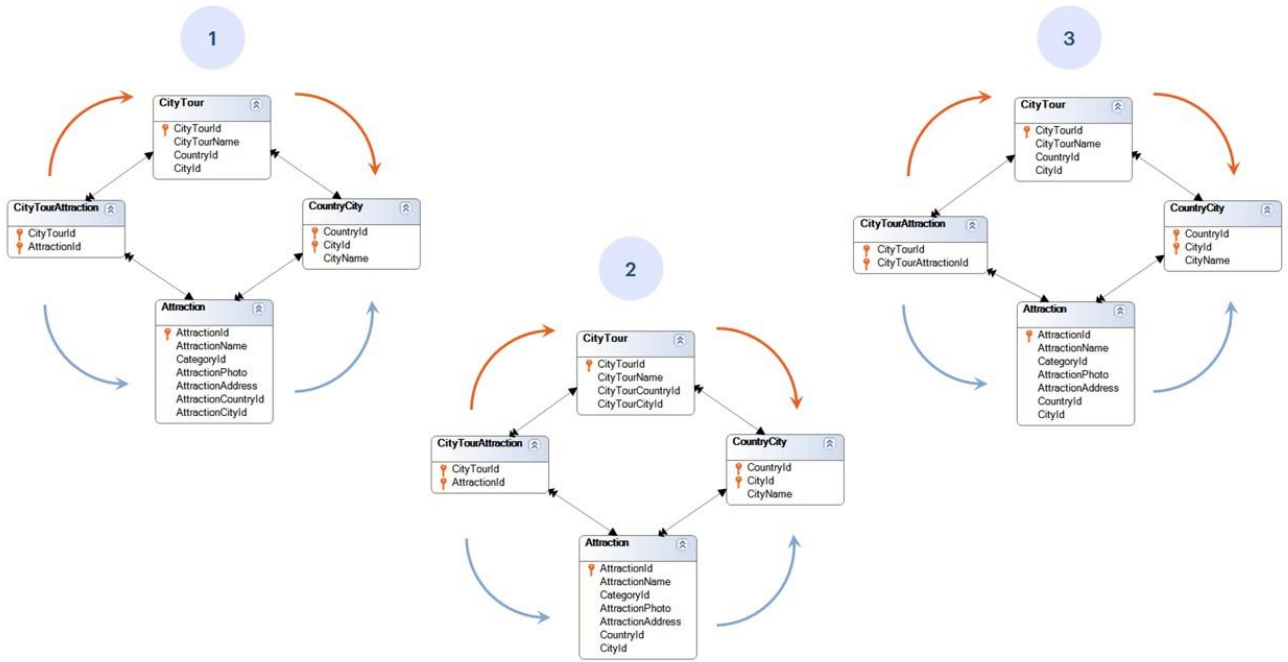 1
CityTour
CityTourId
CityTourName
CountryId
CityId
CityTourAttraction
CityTourId
AttractionId
CountryCity
CountryId
CityId
CityName
Attraction
AttractionId
AttractionName
CategoryId
AttractionPhoto
AttractionAddress
AttractionCountryId
AttractionCityId
2
CityTour
CityTourId
CityTourName
CityTourCountryId
CityTourCityId
CityTourAttraction
CityTourId
AttractionId
CountryCity
CountryId
CityId
CityName
Attraction
AttractionId
AttractionName
CategoryId
AttractionPhoto
AttractionAddress
CountryId
CityId
3
CityTour
CityTourId
CityTourName
CountryId
CityId
CityTourAttraction
CityTourId
CityTourAttractionId
CountryCity
CountryId
CityId
CityName
Attraction
AttractionId
AttractionName
CategoryId
AttractionPhoto
AttractionAddress
CountryId
CityId